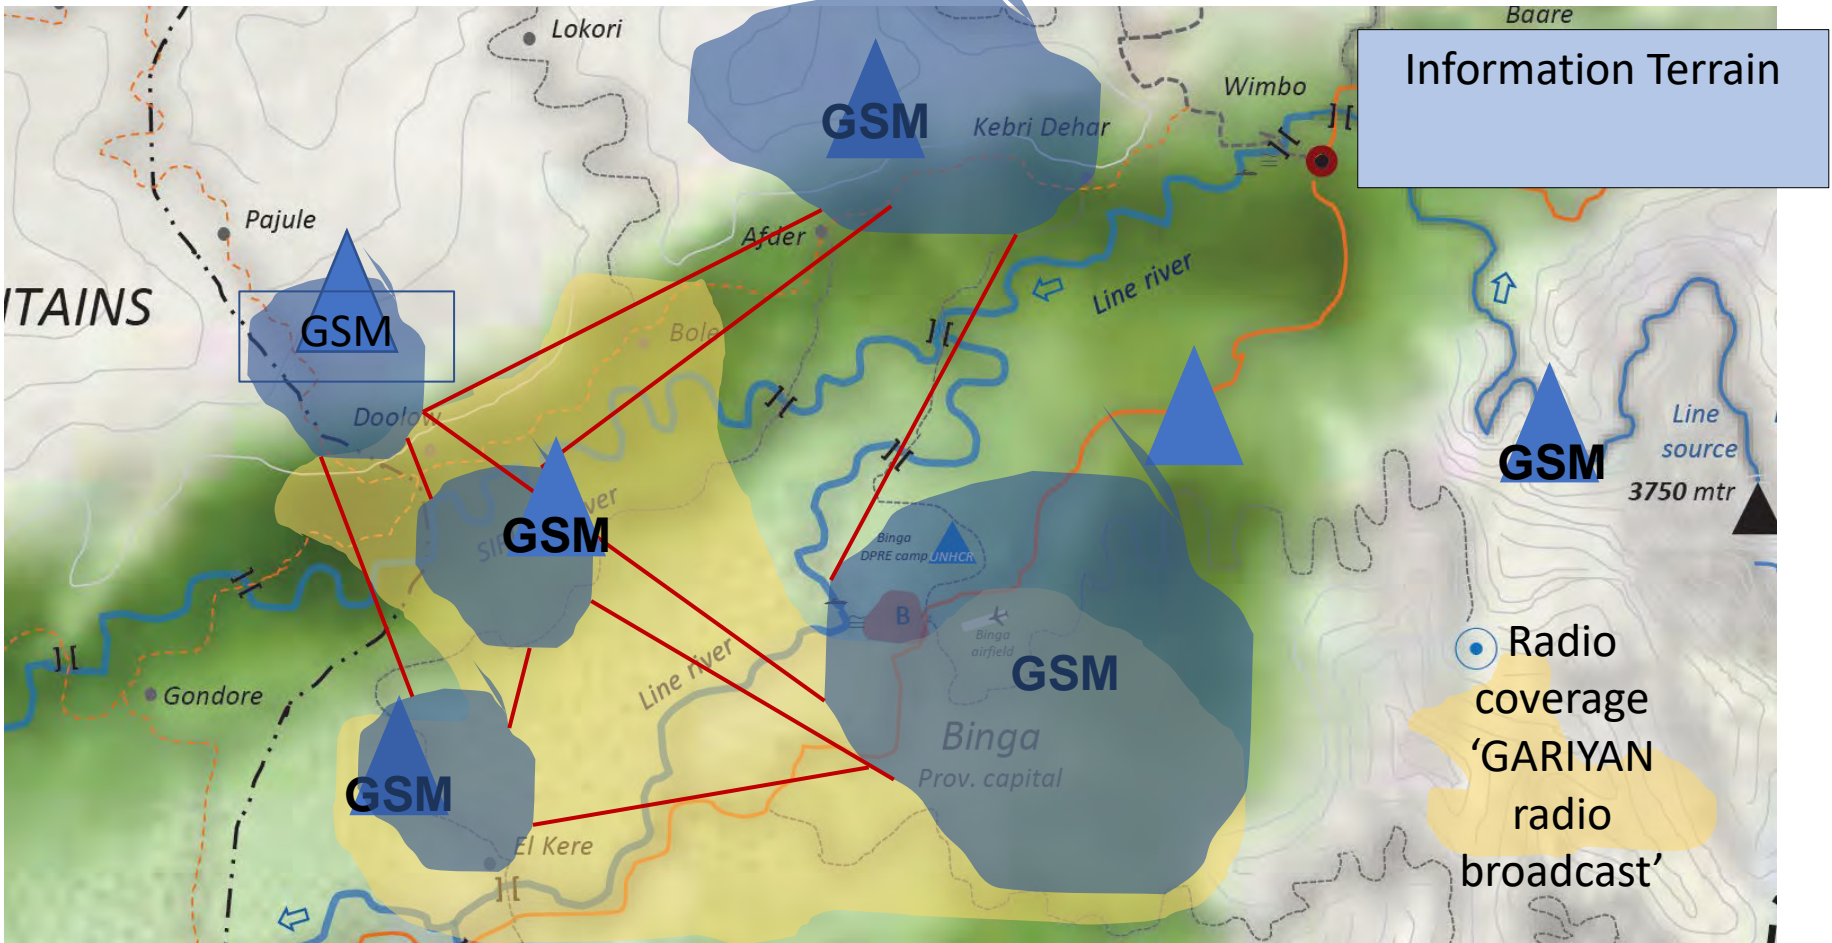 Lokori
Baare
Information Terrain
Wimbo
GSM
Kebri Dehar
Pajule
Afder
Line river
NTAINS
GSM
Bole
Doolow
Line
source
3750 mtr
GSM
GSM
river
Binga
DPRE camp
UNHCR
B
Binga
airfield
GSM
Radio
coverage
‘GARIYAN
radio
broadcast’
Line river
Gondore
Binga
Prov. capital
GSM
El Kere